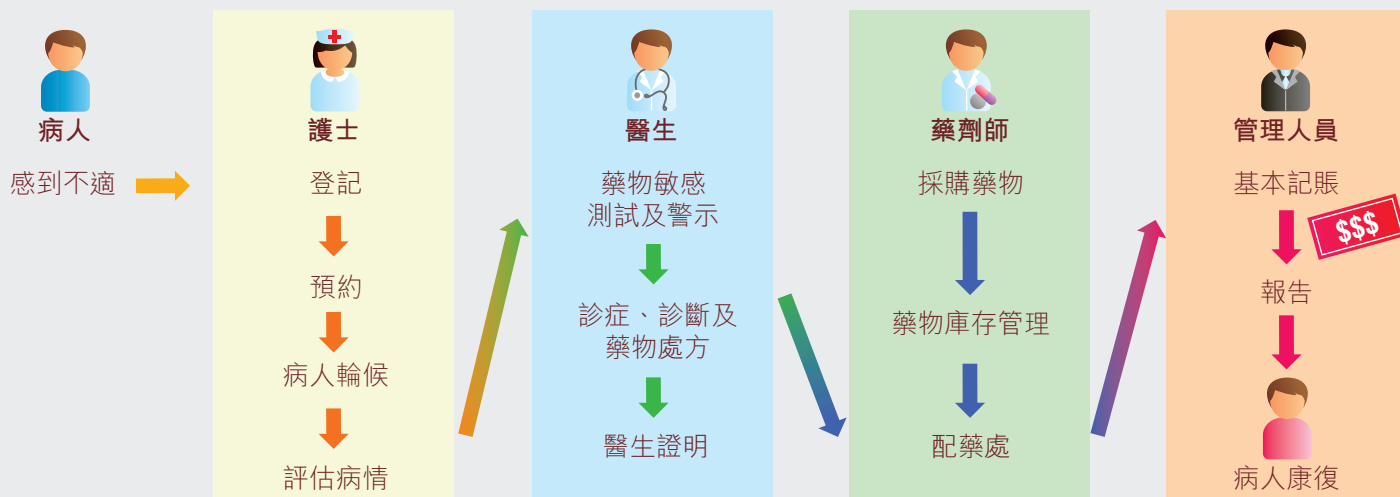 病人
感到不適
護士
登記
預約
病人輪候
評估病情
醫生
藥物敏感
測試及警示
診症、診斷及
藥物處方
醫生證明
藥劑師
採購藥物
藥物庫存管理
配藥處
管理人員
基本記賬
$$$
報告
病人康復